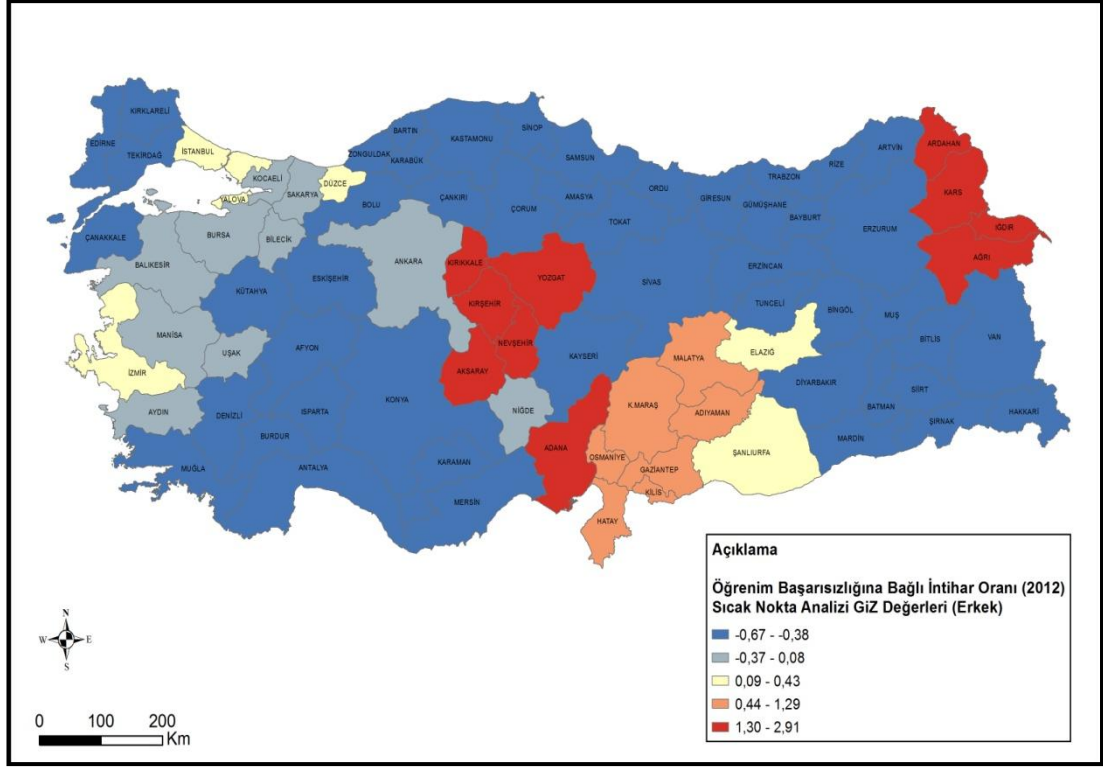 KIRKLARELİ
EDİRNE
TEKİRDAĞ
İSTANBUL
KOCAELİ
YALOVA
SAKARYA
DÜZCE
ZONGULDAK
BARTIN
KARABÜK
KASTAMONU
SİNOP
SAMSUN
BOLU
ÇANKIRI
ÇORUM
AMASYA
TOKAT
ORDU
GİRESUN
TRABZON
GÜMÜŞHANE
BAYBURT
RİZE
ARTVİN
ARDAHAN
KARS
IĞDIR
AĞRI
ERZURUM
ERZİNCAN
ÇANAKKALE
BALIKESİR
BURSA
BİLECİK
KÜTAHYA
ESKİŞEHİR
ANKARA
KIRIKKALE
YOZGAT
KIRŞEHİR
NEVŞEHİR
AKSARAY
SİVAS
KAYSERİ
TUNCELİ
BİNGÖL
MUŞ
BİTLİS
VAN
ELAZIĞ
MALATYA
MANİSA
UŞAK
AFYON
İZMİR
AYDIN
DENİZLİ
ISPARTA
BURDUR
KONYA
NİĞDE
ADANA
K.MARAŞ
ADIYAMAN
DİYARBAKIR
BATMAN
SİİRT
ŞIRNAK
HAKKARİ
MARDİN
ŞANLIURFA
OSMANİYE
GAZİANTEP
KİLİS
HATAY
MUĞLA
ANTALYA
KARAMAN
MERSİN
Açıklama
Öğrenim Başarısızlığına Bağlı İntihar Oranı (2012)
Sıcak Nokta Analizi GiZ Değerleri (Erkek)
-0,67 - -0,38
-0,37 - 0,08
0,09 - 0,43
0,44 - 1,29
1,30 - 2,91
N
W E
S
0 100 200
Km